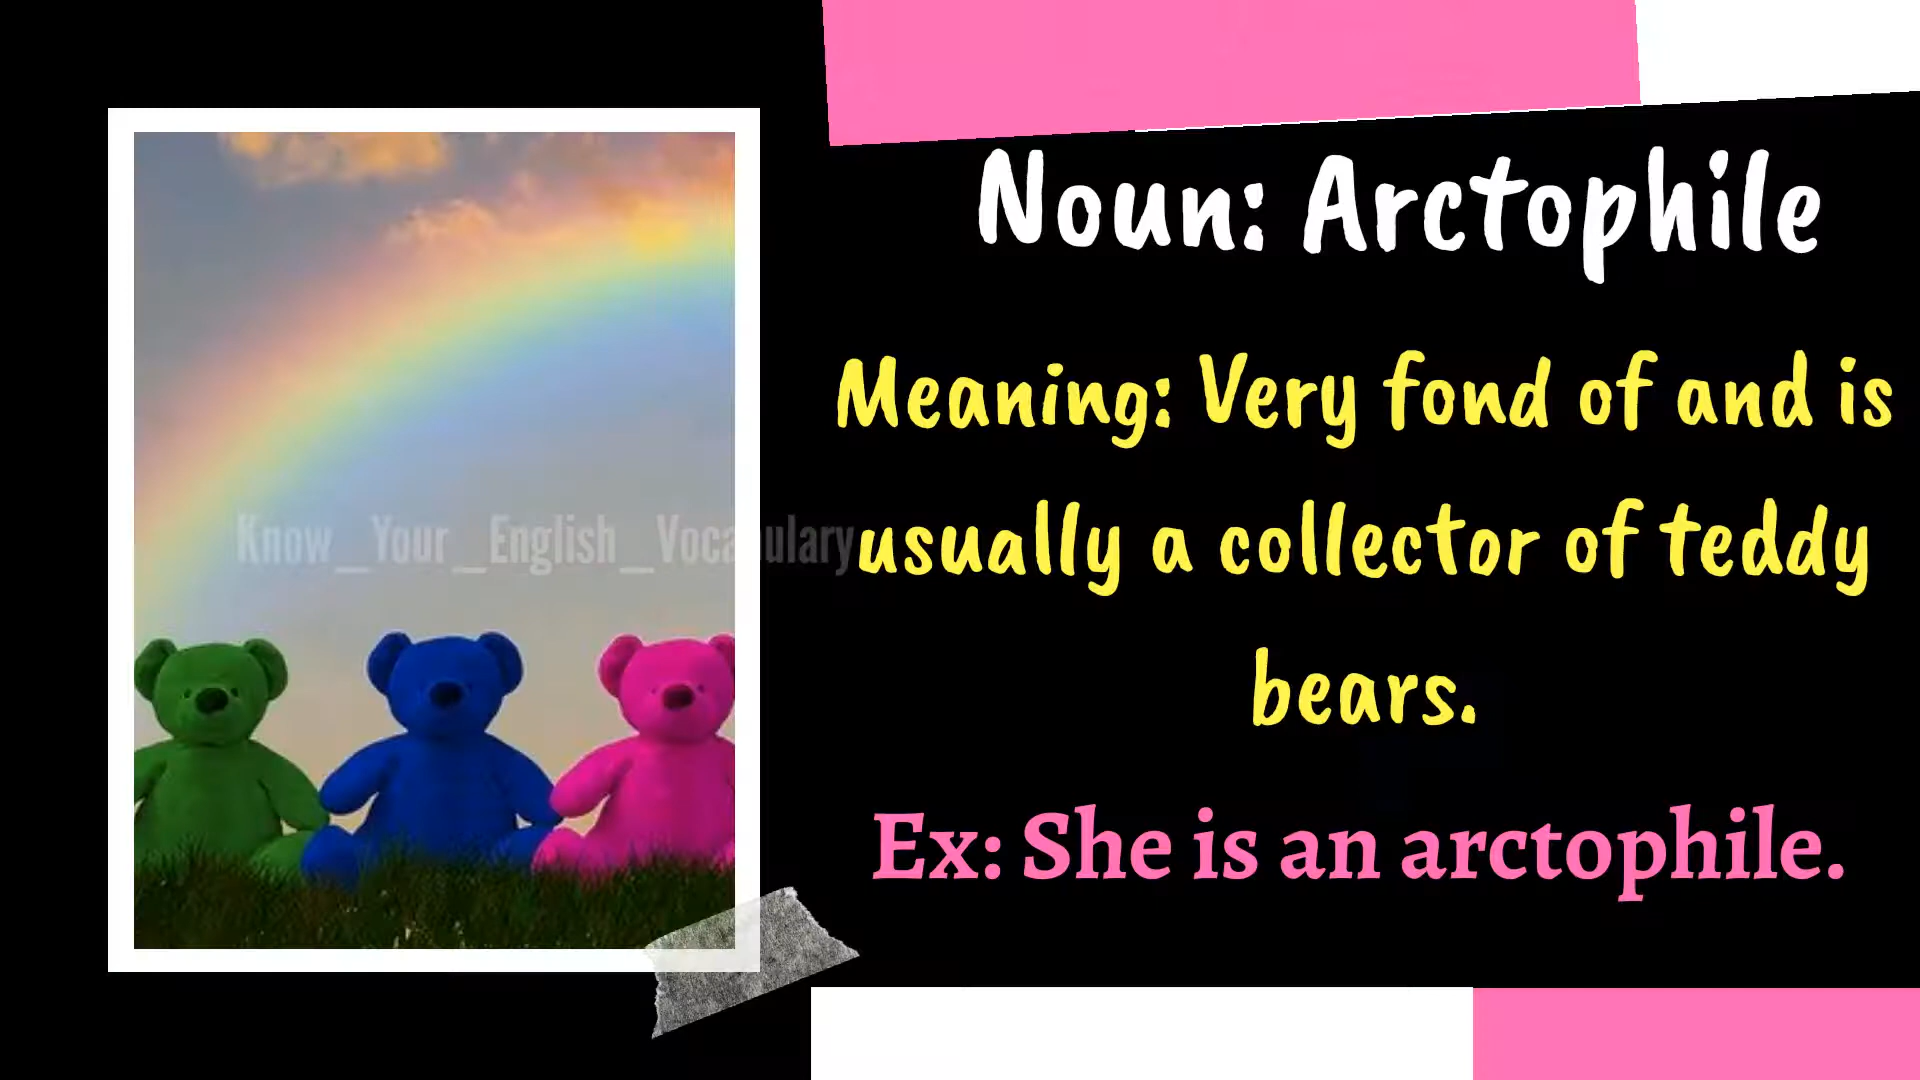 Noun: Arctophile
Meaning: Very fond of and is
usually a collector of teddy
bears.
Ex: She is an arctophile.
Know_Your_English_Vocabulary